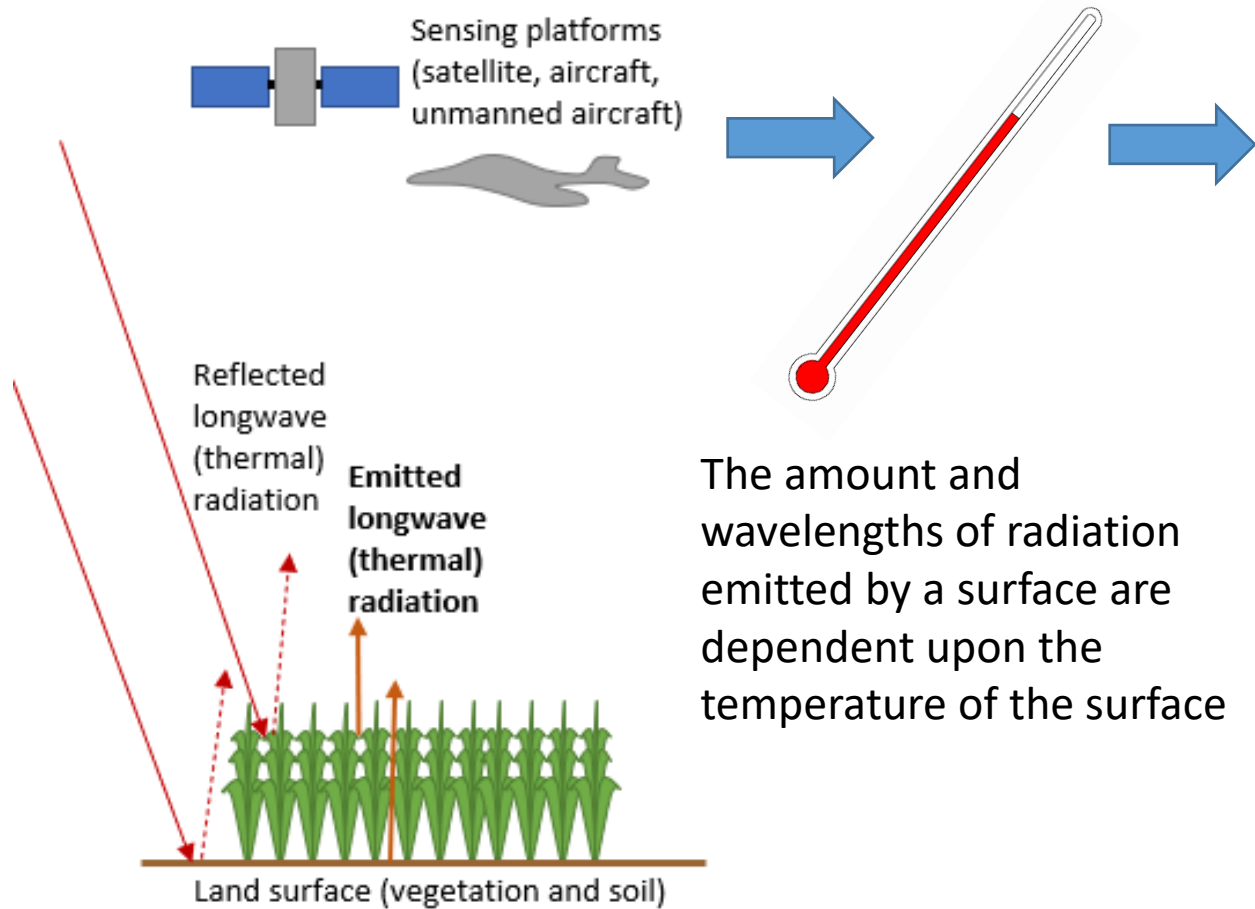 Sensing platforms
(satellite, aircraft,
unmanned aircraft)
Reflected
longwave
(thermal)
radiation
Emitted
longwave
(thermal)
radiation
The amount and
wavelengths of radiation
emitted by a surface are
dependent upon the
temperature of the surface
Land surface (vegetation and soil)